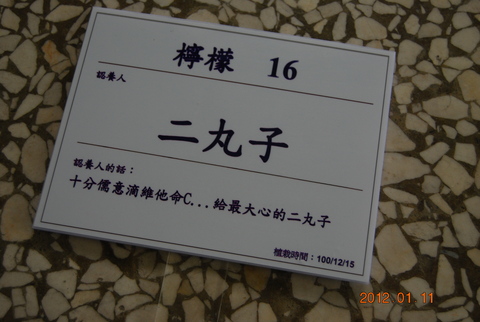 檸檬 16
認養人
二丸子
認養人的話：
十分儒意滴維他命C...給最大心的二丸子
植栽時間：100/12/15
2012 01 11